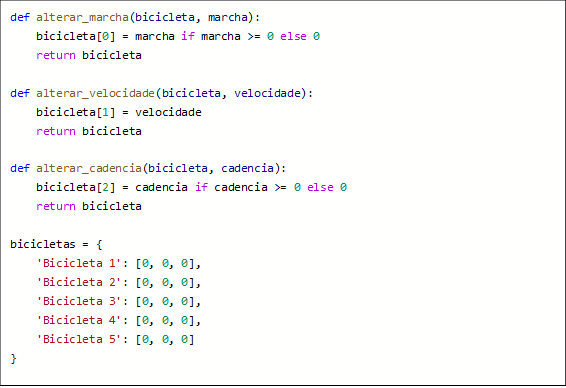 def alterar_marcha(bicicleta, marcha):
    bicicleta[0] = marcha if marcha >= 0 else 0
    return bicicleta

def alterar_velocidade(bicicleta, velocidade):
    bicicleta[1] = velocidade
    return bicicleta

def alterar_cadencia(bicicleta, cadencia):
    bicicleta[2] = cadencia if cadencia >= 0 else 0
    return bicicleta

bicicletas = {
    'Bicicleta 1': [0, 0, 0],
    'Bicicleta 2': [0, 0, 0],
    'Bicicleta 3': [0, 0, 0],
    'Bicicleta 4': [0, 0, 0],
    'Bicicleta 5': [0, 0, 0]
}